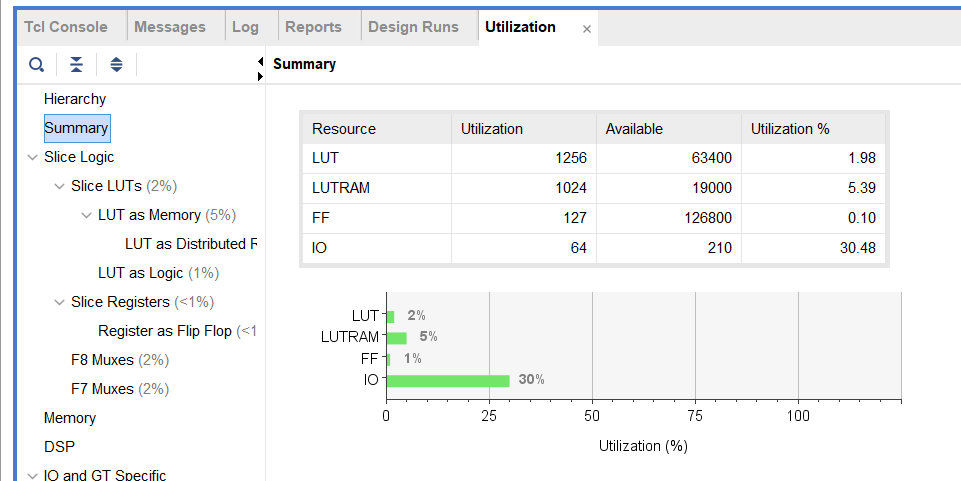 Tcl Console Messages Log Reports Design Runs Utilization ×
Summary
Hierarchy
Summary
Slice Logic
Slice LUTs (2%)
LUT as Memory (5%)
LUT as Distributed R
LUT as Logic (1%)
Slice Registers (<1%)
Register as Flip Flop (<1
F8 Muxes (2%)
F7 Muxes (2%)
Memory
DSP
IO and GT Specific
Resource Utilization Available Utilization %
LUT 1256 63400 1.98
LUTRAM 1024 19000 5.39
FF 127 126800 0.10
IO 64 210 30.48
LUT 2%
LUTRAM 5%
FF 1%
IO 30%
0 25 50 75 100
Utilization (%)